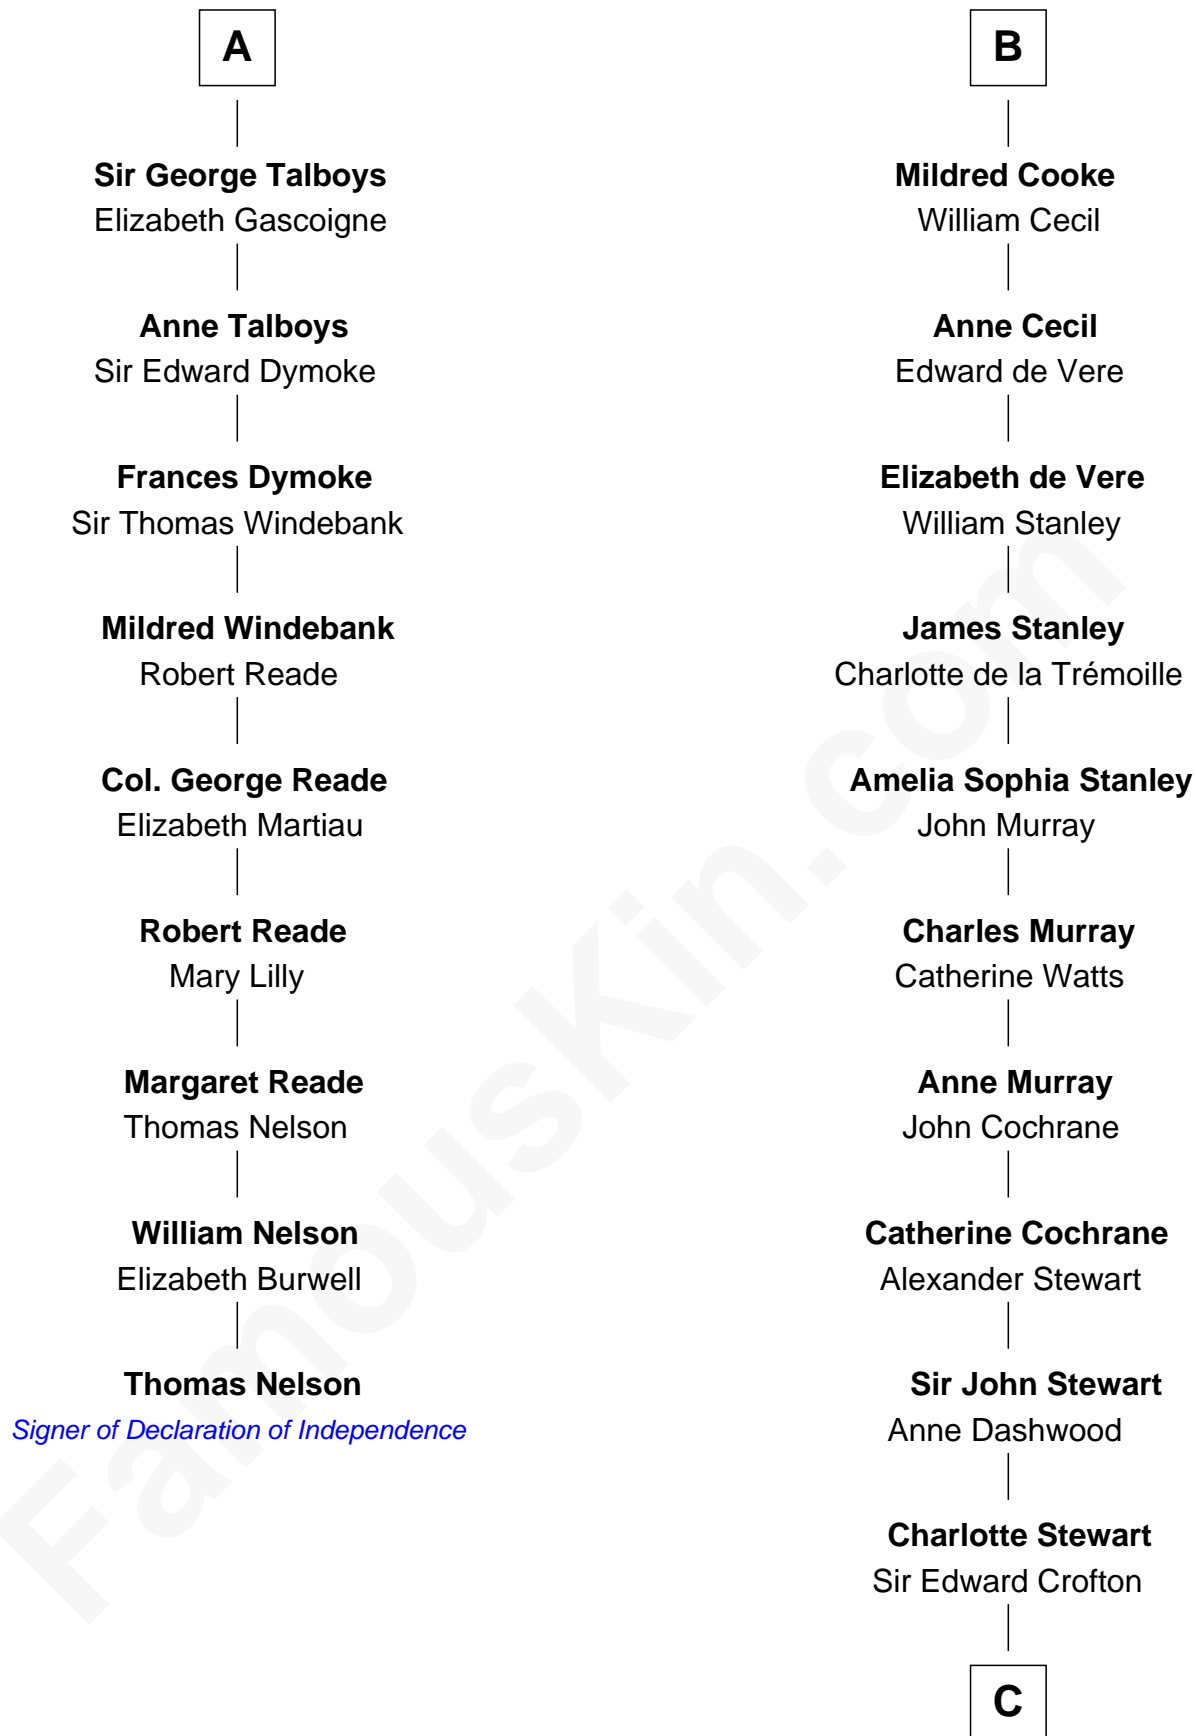 A
Sir George Talboys
Elizabeth Gascoigne
Anne Talboys
Sir Edward Dymoke
Frances Dymoke
Sir Thomas Windebank
Mildred Windebank
Robert Reade
Col. George Reade
Elizabeth Martiau
Robert Reade
Mary Lilly
Margaret Reade
Thomas Nelson
William Nelson
Elizabeth Burwell
Thomas Nelson
Signer of Declaration of Independence
B
Mildred Cooke
William Cecil
Anne Cecil
Edward de Vere
Elizabeth de Vere
William Stanley
James Stanley
Charlotte de la Trémoille
Amelia Sophia Stanley
John Murray
Charles Murray
Catherine Watts
Anne Murray
John Cochrane
Catherine Cochrane
Alexander Stewart
Sir John Stewart
Anne Dashwood
Charlotte Stewart
Sir Edward Crofton
C
FamousKin.com